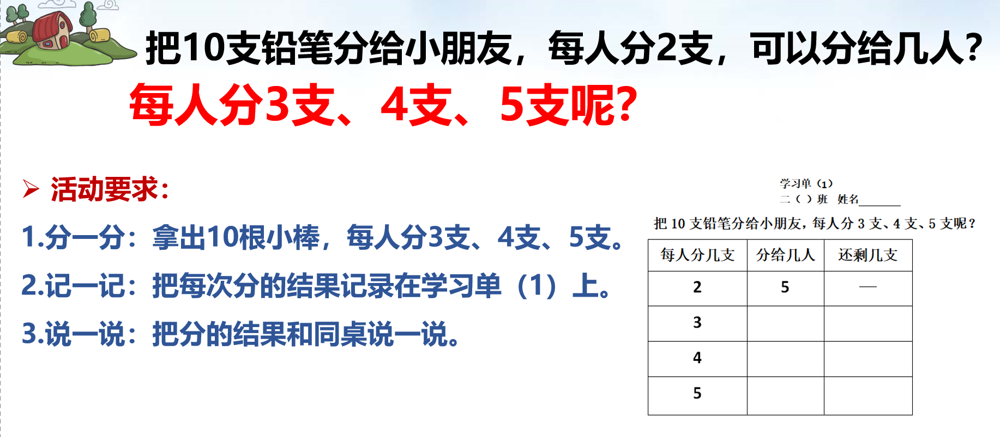 把10支铅笔分给小朋友，每人分2支，可以分给几人？
每人分3支、4支、5支呢？
➢ 活动要求：
1.分一分：拿出10根小棒，每人分3支、4支、5支。
2.记一记：把每次分的结果记录在学习单（1）上。
3.说一说：把分的结果和同桌说一说。
学习单（1）
二（ ）班 姓名______
把 10 支铅笔分给小朋友，每人分 3 支、4 支、5 支呢？
每人分几支 分给几人 还剩几支
2 5 —
3
4
5